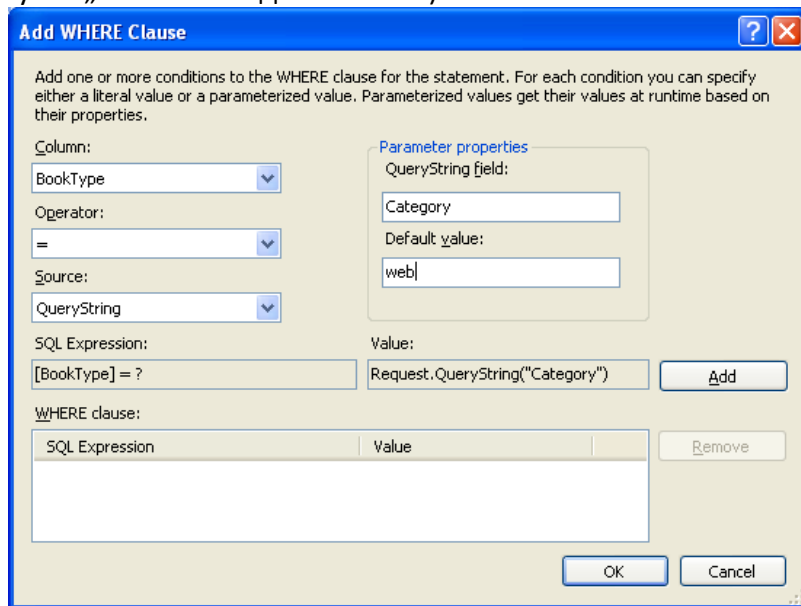 Add WHERE Clause
Add one or more conditions to the WHERE clause for the statement. For each condition you can specify
either a literal value or a parameterized value. Parameterized values get their values at runtime based on
their properties.
Column:
BookType
Operator:
=
Source:
QueryString
Parameter properties
QueryString field:
Category
Default value:
web
SQL Expression:
[BookType] = ?
Value:
Request.QueryString("Category")
Add
WHERE clause:
SQL Expression Value
Remove
OK Cancel